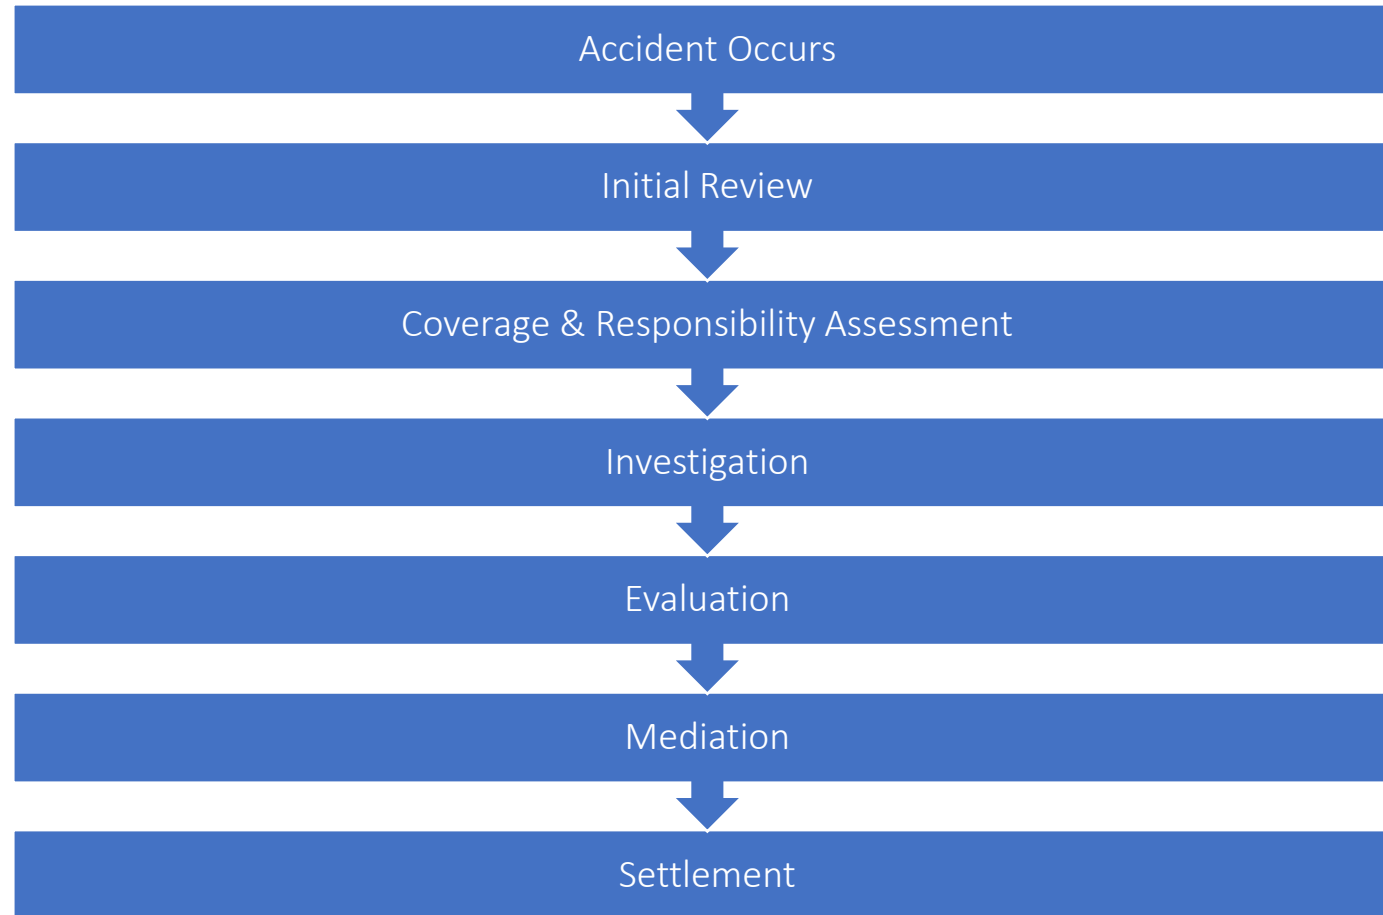 Accident Occurs
Initial Review
Coverage & Responsibility Assessment
Investigation
Evaluation
Mediation
Settlement